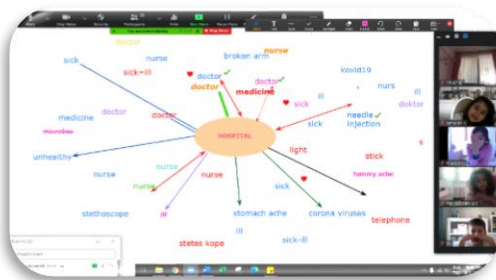 doctor
nurse
nurse
broken arm
sick
sick=ill
doctor
doctor
kovid19
doctor
medicine
ill
nurs
ill
doktor
sick
medicine
doctor
doctor
needle
injection
microbes
sick
HOSPITAL
light
stick
s
unhealthy
nurse
nurse
nurse
tummy ache
nurse
sick
stethoscope
ill
stomach ache
corona viruses
telephone
ill
states kope
sick-ill